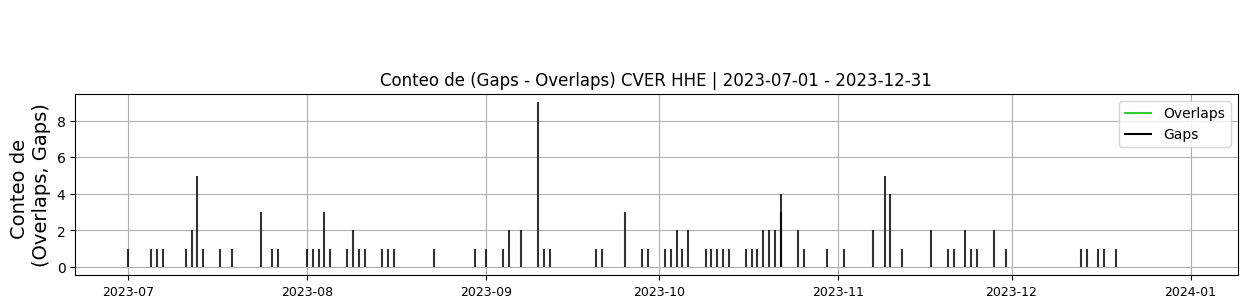 Conteo de (Gaps - Overlaps) CVER HHE | 2023-07-01 - 2023-12-31
Conteo de
(Overlaps, Gaps)
8
6
4
2
0
Overlaps
Gaps
2023-07 2023-08 2023-09 2023-10 2023-11 2023-12 2024-01